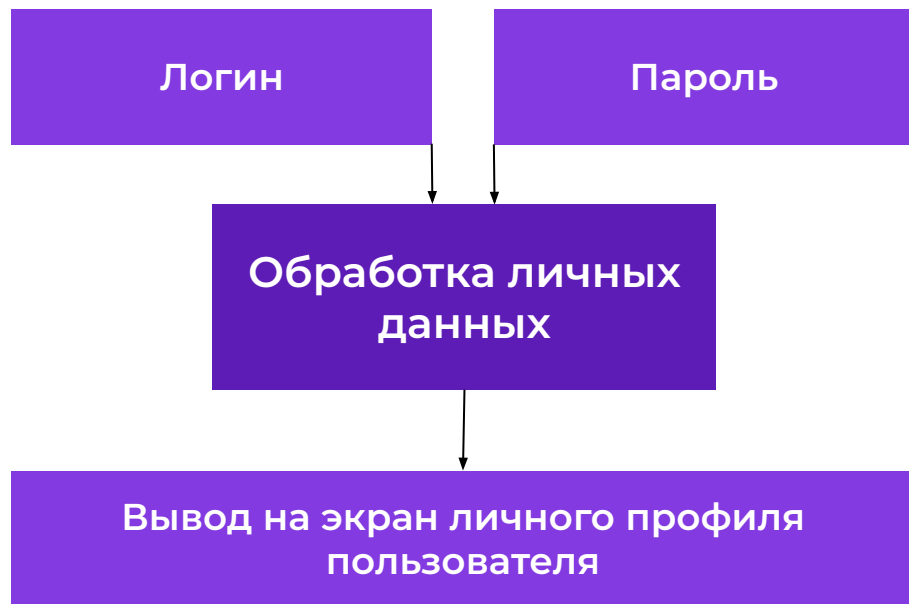 Логин
Пароль
Обработка личных
данных
Вывод на экран личного профиля
пользователя